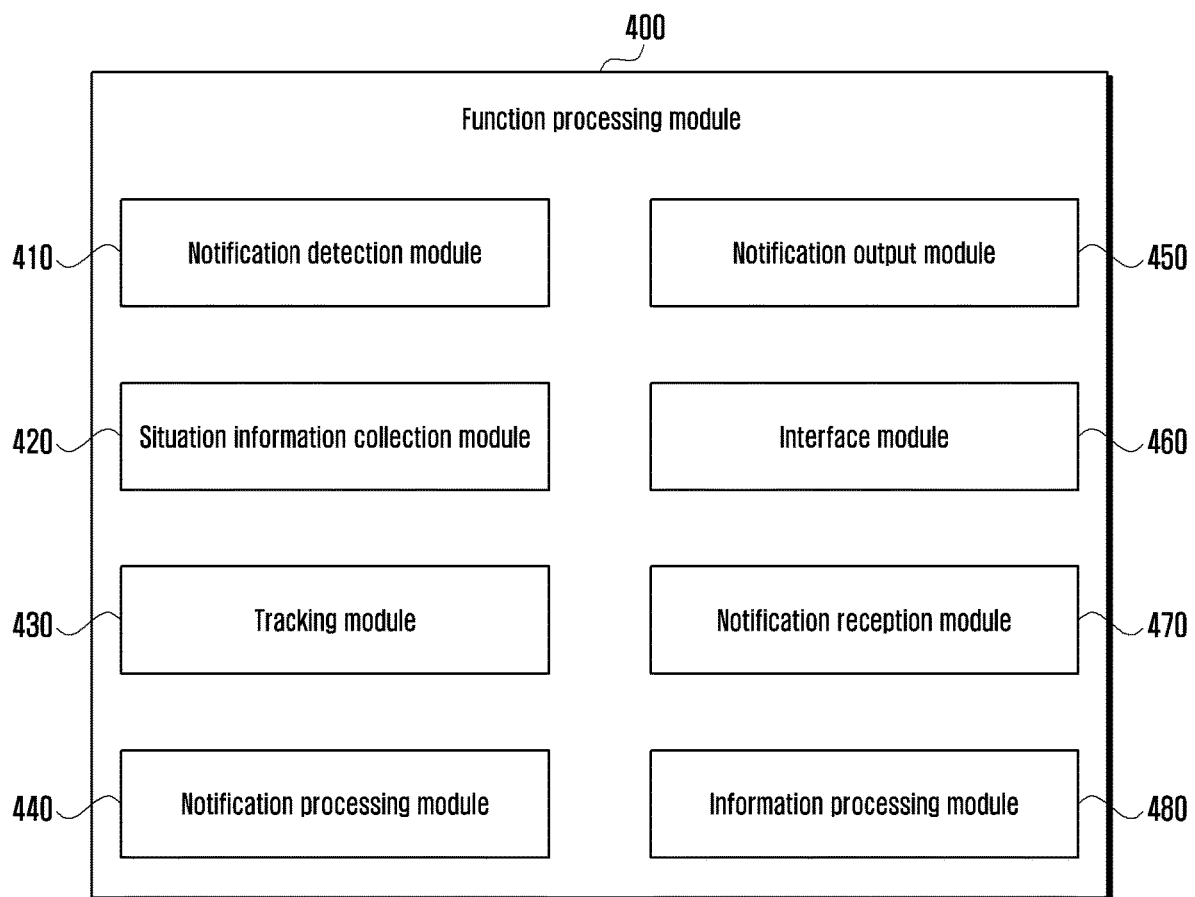 400
Function processing module
410
Notification detection module
Notification output module
450
420
Situation information collection module
Interface module
460
430
Tracking module
Notification reception module
470
440
Notification processing module
Information processing module
480